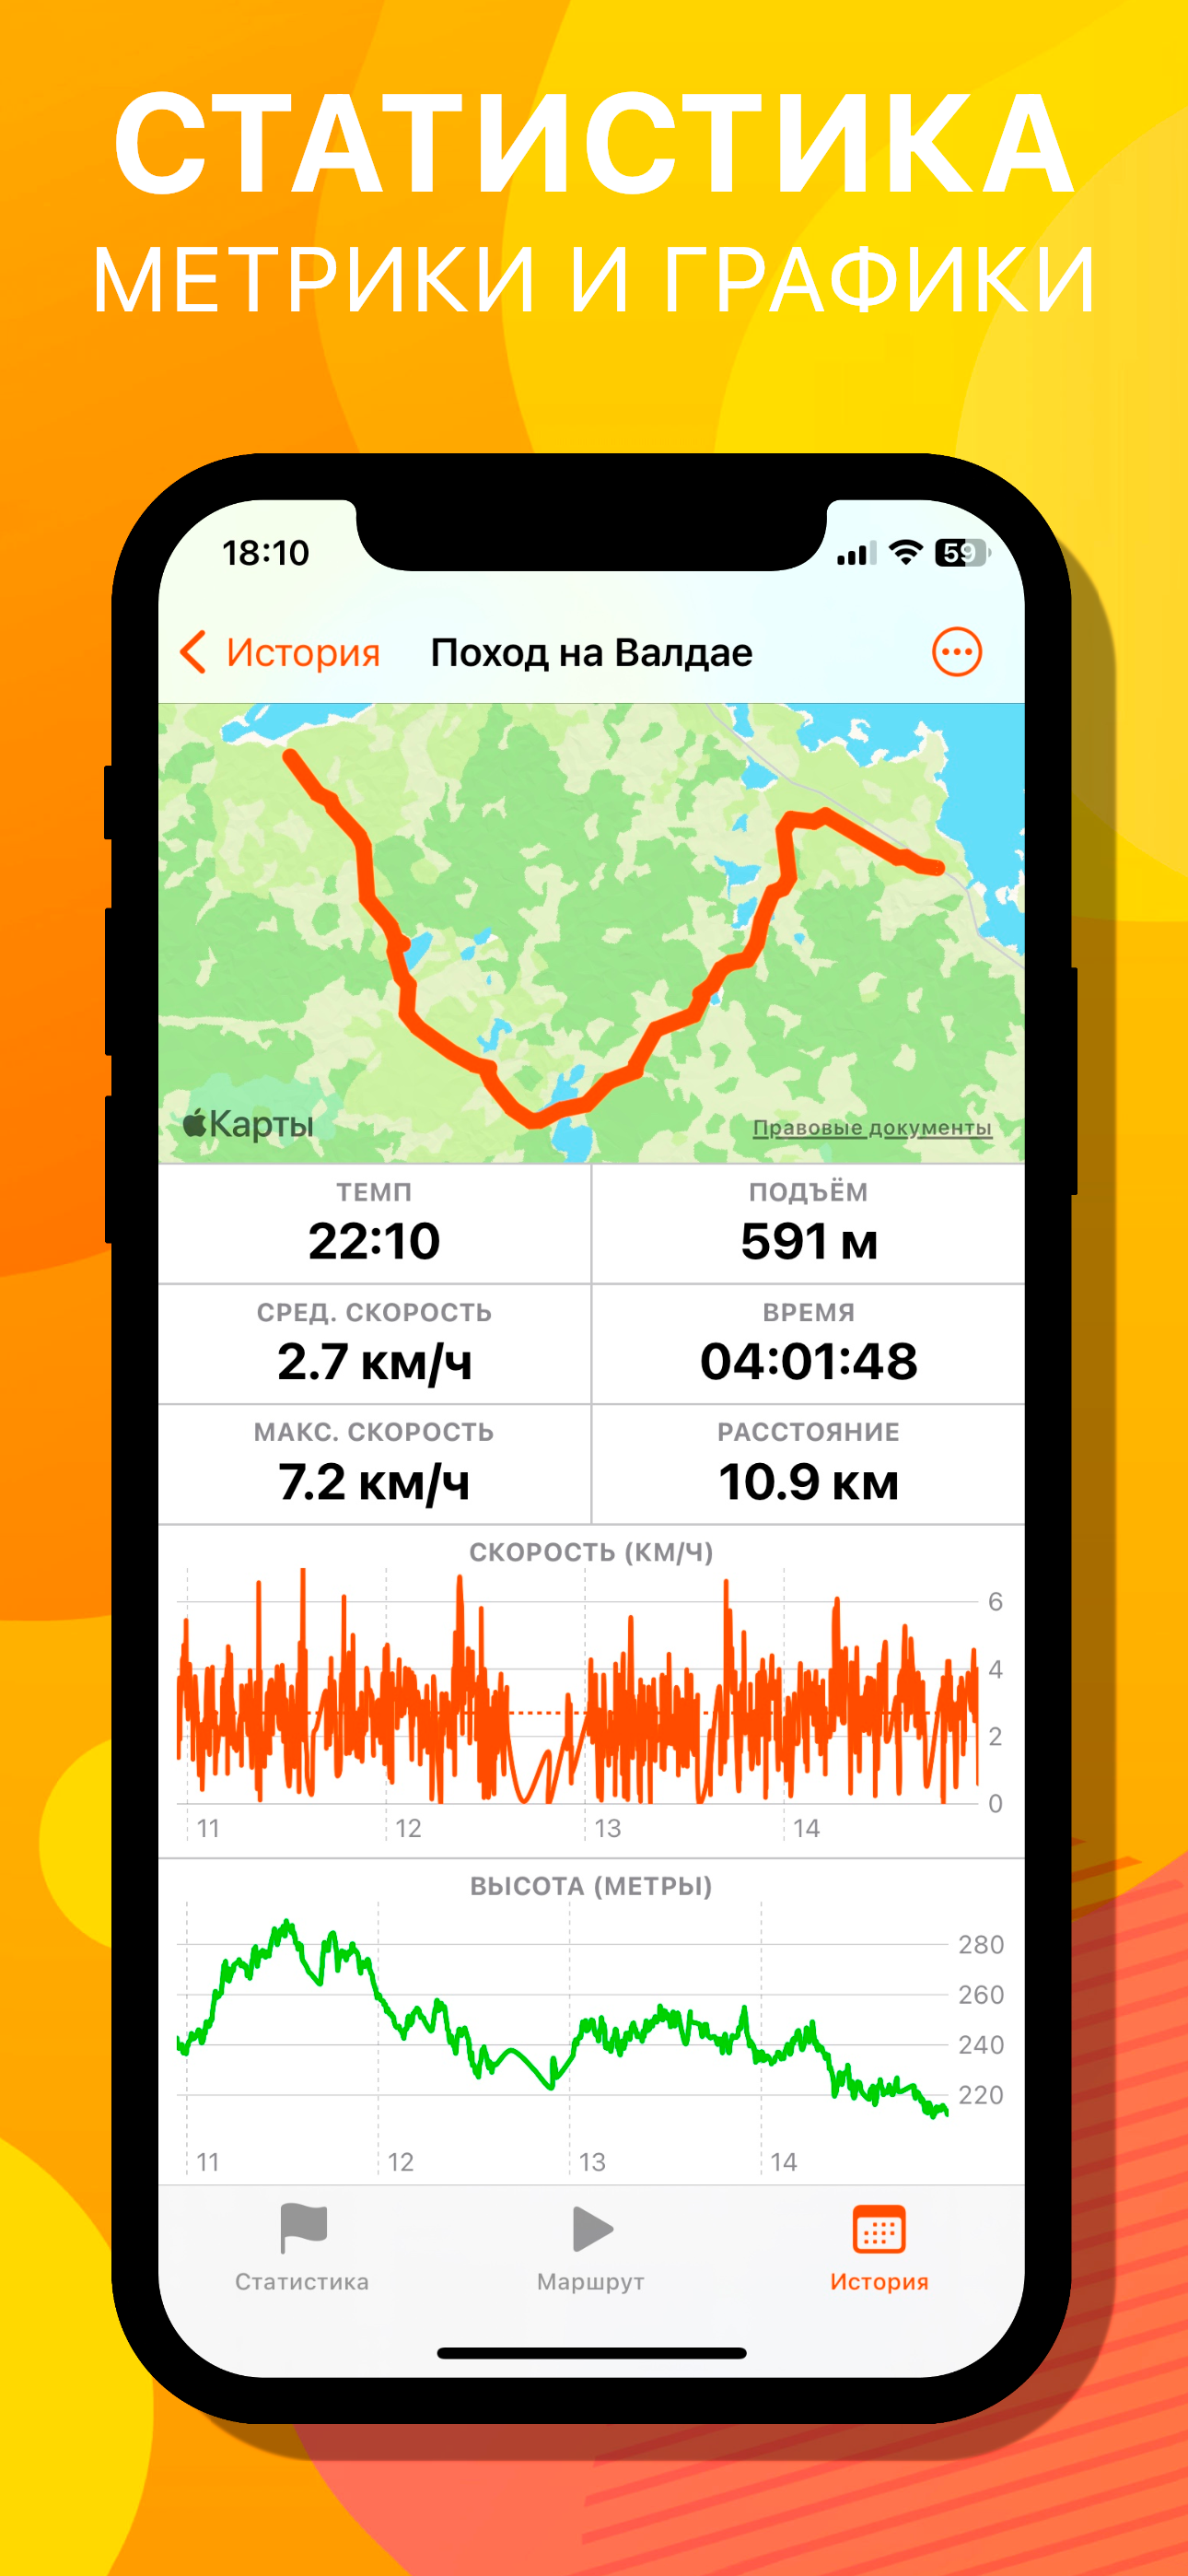 СТАТИСТИКА
МЕТРИКИ И ГРАФИКИ
18:10
59
История
Поход на Валдае
Карты
Правовые документы
ТЕМП
22:10
ПОДЪЁМ
591 м
СРЕД. СКОРОСТЬ
2.7 км/ч
ВРЕМЯ
04:01:48
МАКС. СКОРОСТЬ
7.2 км/ч
РАССТОЯНИЕ
10.9 км
СКОРОСТЬ (КМ/Ч)
6
4
2
0
11 12 13 14
ВЫСОТА (МЕТРЫ)
280
260
240
220
11 12 13 14
Статистика
Маршрут
История